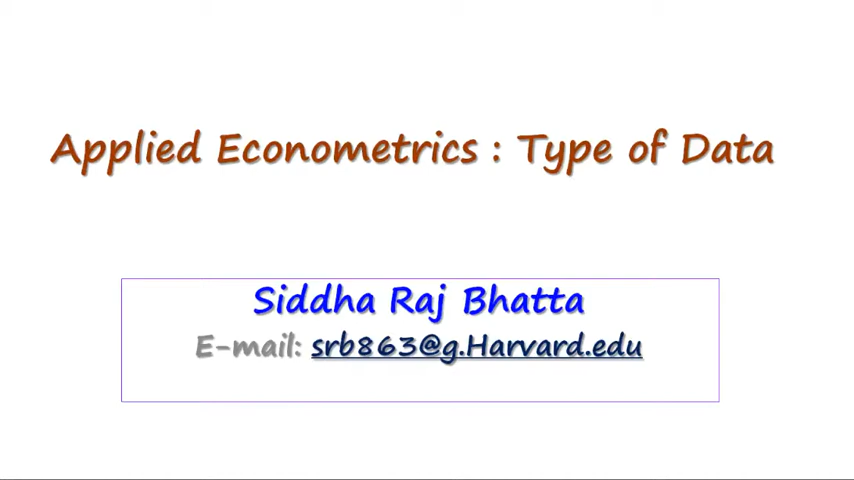 Applied Econometrics : Type of Data
Siddha Raj Bhatta
E-mail: srb863@g.Harvard.edu